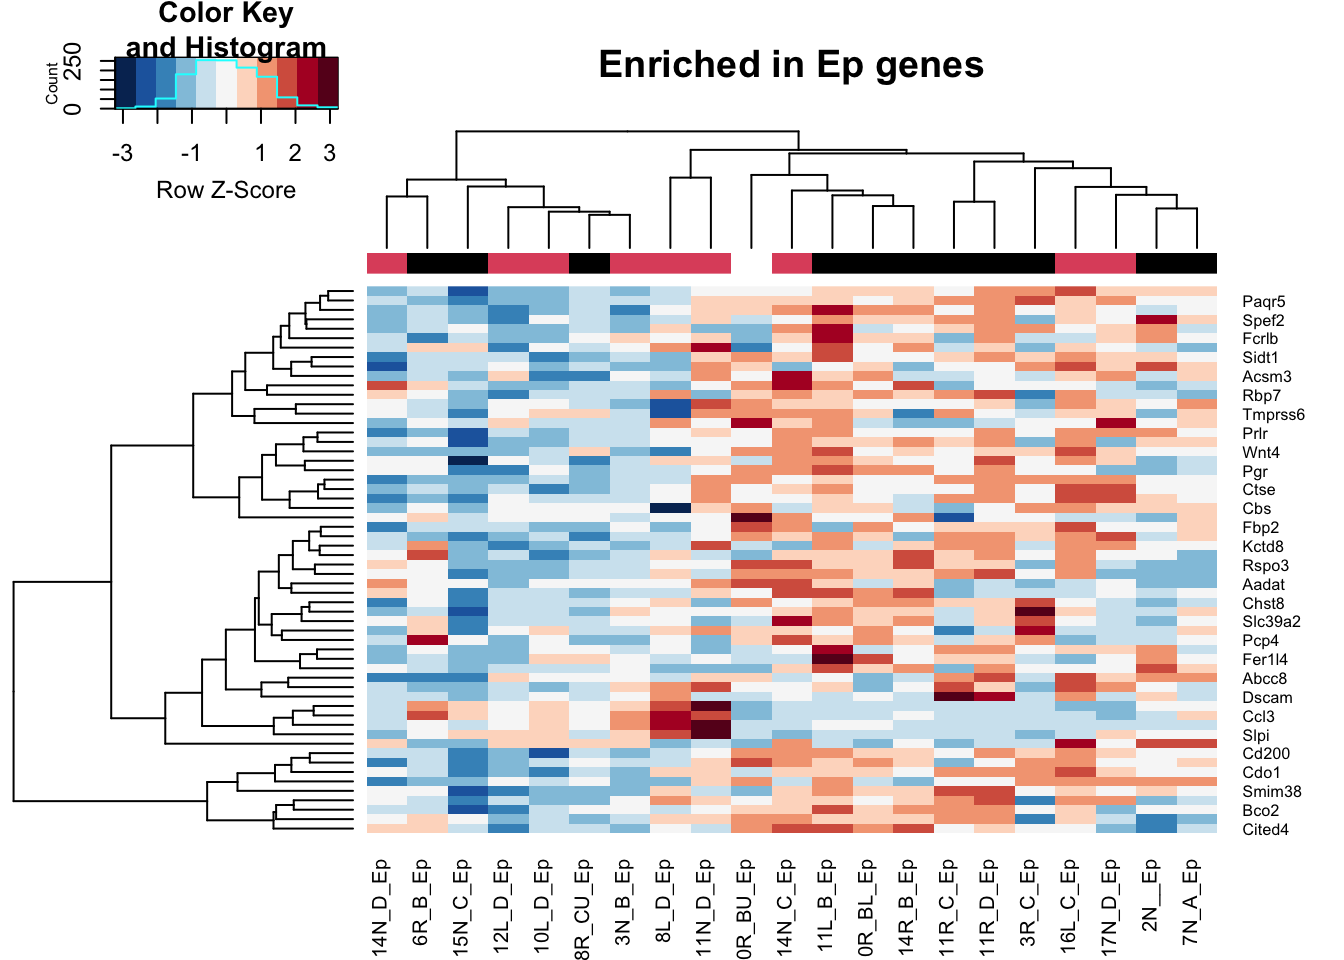 Color Key
and Histogram
Count
0 250
-3 -1 1 2 3
Row Z-Score
Enriched in Ep genes
Paqr5
Spef2
Fcrlb
Sidt1
Acsm3
Rbp7
Tmprss6
Prlr
Wnt4
Pgr
Ctse
Cbs
Fbp2
Kctd8
Rspo3
Aadat
Chst8
Slc39a2
Pcp4
Fer1l4
Abcc8
Dscam
Ccl3
Slpi
Cd200
Cdo1
Smim38
Bco2
Cited4
14N_D_Ep
6R_B_Ep
15N_C_Ep
12L_D_Ep
10L_D_Ep
8R_CU_Ep
3N_B_Ep
8L_D_Ep
11N_D_Ep
0R_BU_Ep
14N_C_Ep
11L_B_Ep
0R_BL_Ep
14R_B_Ep
11R_C_Ep
11R_D_Ep
3R_C_Ep
16L_C_Ep
17N_D_Ep
2N__Ep
7N_A_Ep